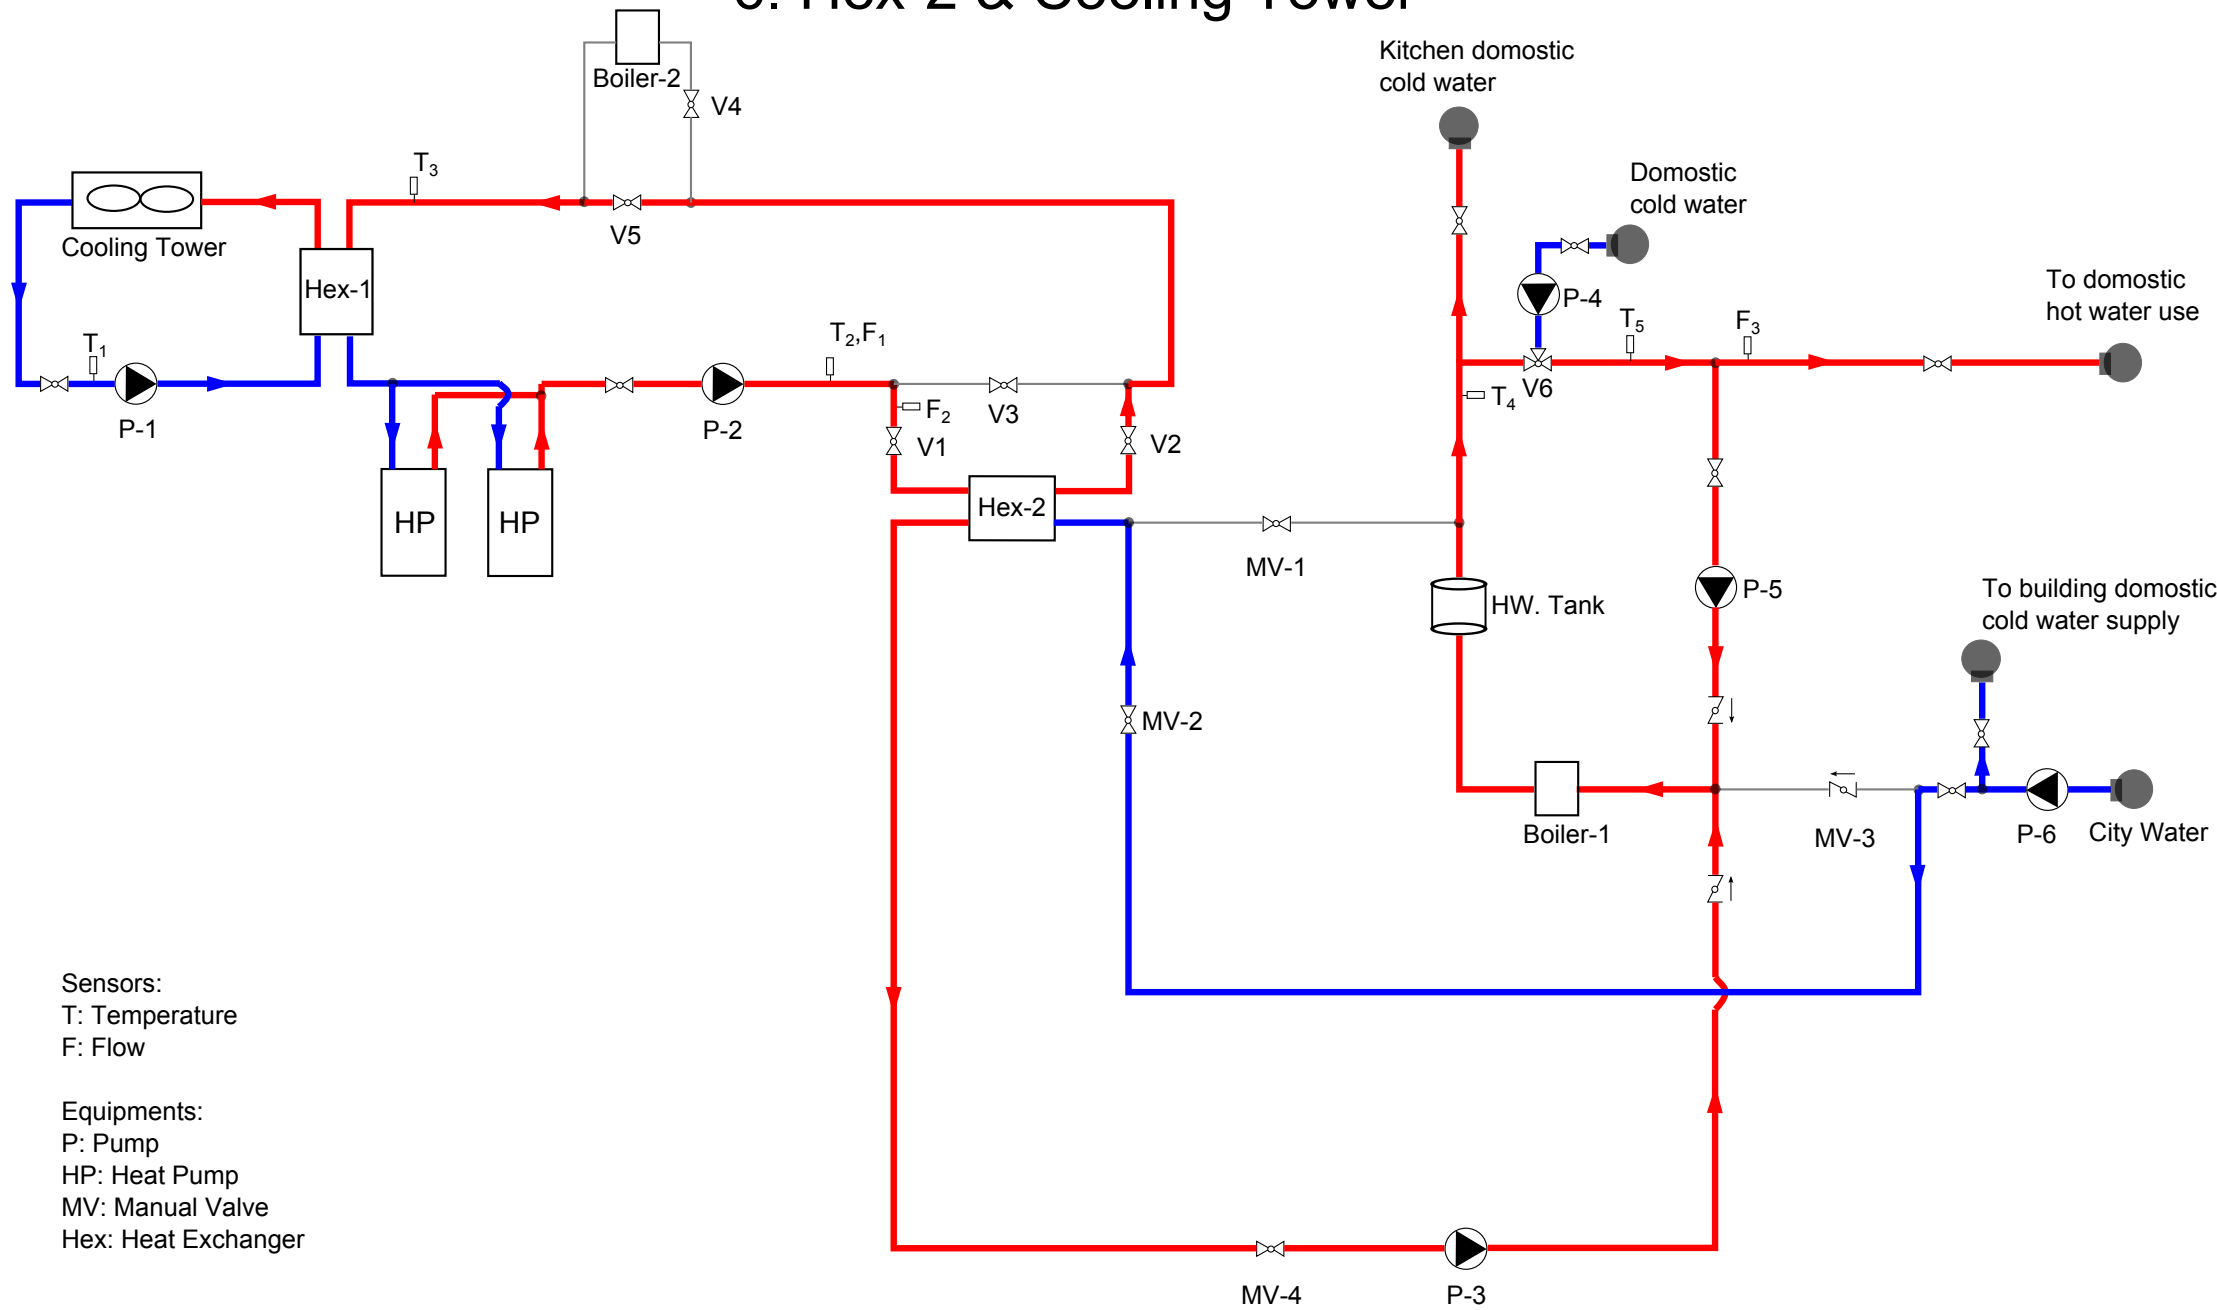 Hex-2 & Cooling Tower
Boiler-2
V4
Kitchen domostic
cold water
T3
Domostic
cold water
Cooling Tower
V5
Hex-1
P-4
To domostic
hot water use
T1
T2,F1
T5
F3
V6
P-1
P-2
F2
V3
T4
V1
V2
HP
HP
Hex-2
MV-1
HW. Tank
P-5
To building domostic
cold water supply
MV-2
Boiler-1
MV-3
P-6
City Water
Sensors:
T: Temperature
F: Flow
Equipments:
P: Pump
HP: Heat Pump
MV: Manual Valve
Hex: Heat Exchanger
MV-4
P-3